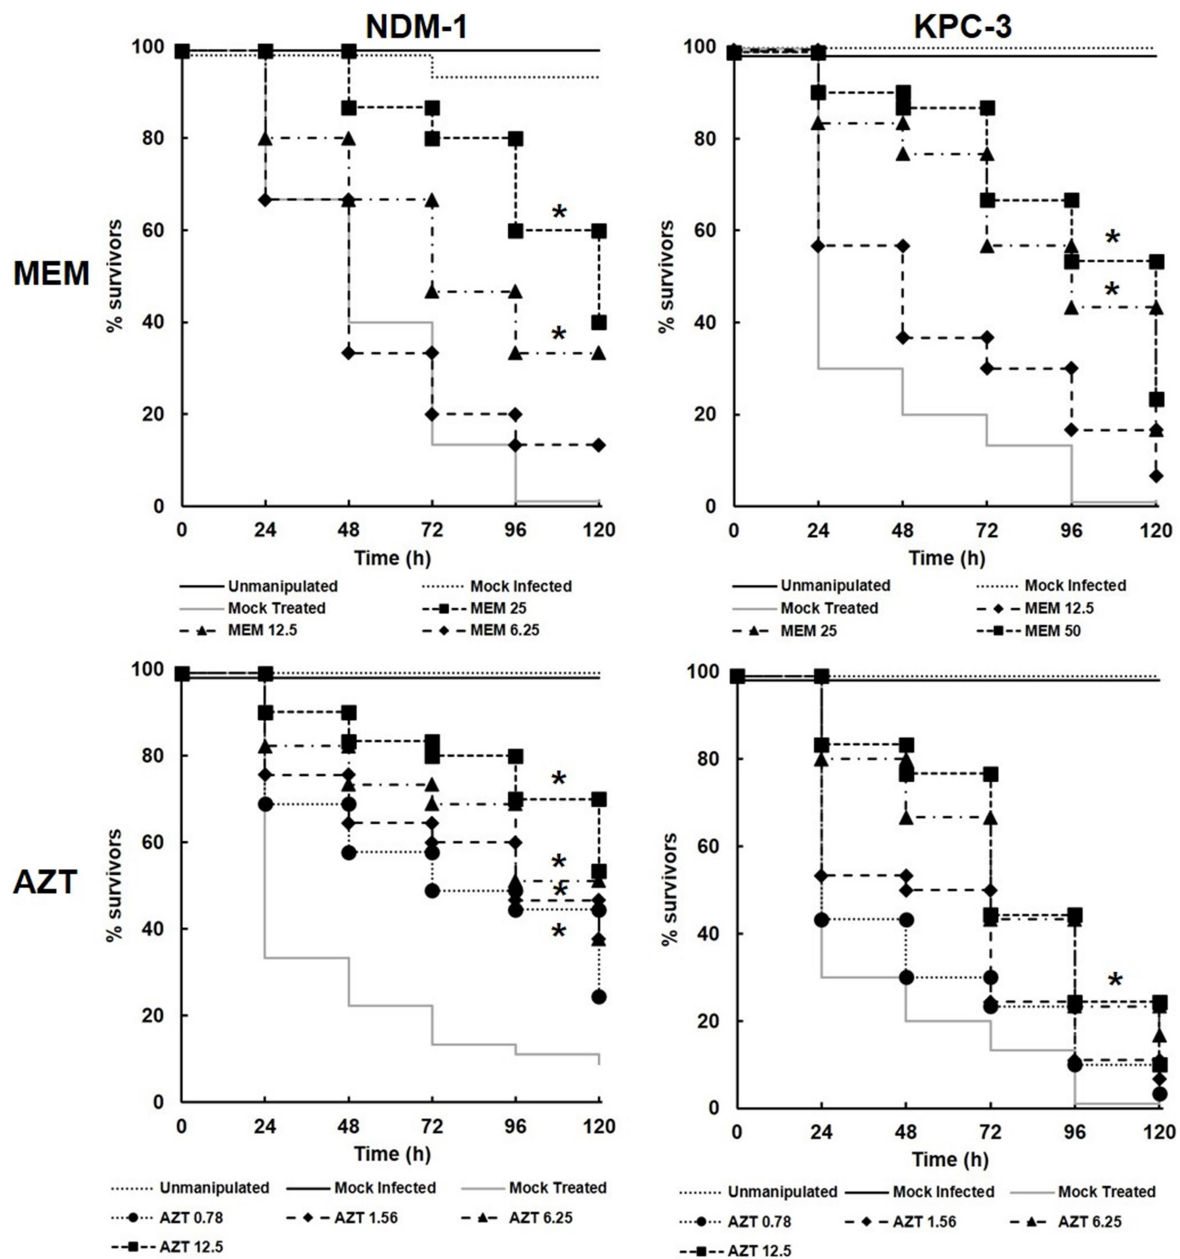 NDM-1
KPC-3
MEM
% survivors
100
80
60
40
20
0
*
*
0 24 48 72 96 120
Time (h)
Unmanipulated Mock Infected
Mock Treated MEM 25
MEM 12.5 MEM 6.25
% survivors
100
80
60
40
20
0
*
*
0 24 48 72 96 120
Time (h)
Unmanipulated Mock Infected
Mock Treated MEM 12.5
MEM 25 MEM 50
AZT
% survivors
100
80
60
40
20
0
*
*
*
*
0 24 48 72 96 120
Time (h)
Unmanipulated Mock Infected Mock Treated
AZT 0.78 AZT 1.56 AZT 6.25
AZT 12.5
% survivors
100
80
60
40
20
0
*
0 24 48 72 96 120
Time (h)
Unmanipulated Mock Infected Mock Treated
AZT 0.78 AZT 1.56 AZT 6.25
AZT 12.5